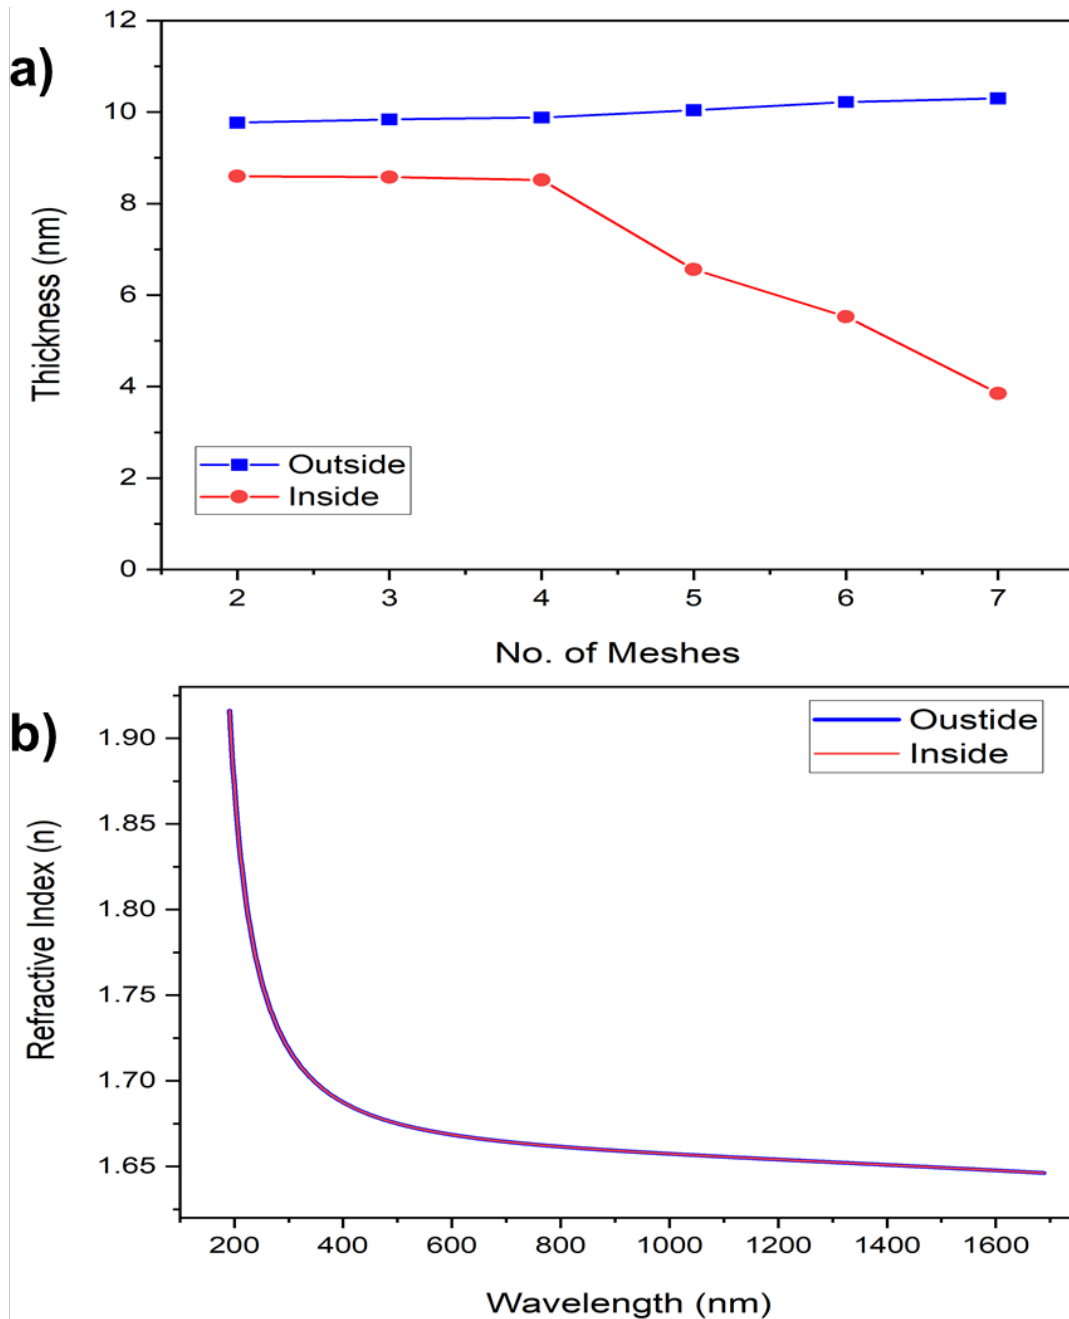 a)
12
10
8
6
4
2
0
Thickness (nm)
Outside
Inside
2 3 4 5 6 7
No. of Meshes
b)
1.90
1.85
1.80
1.75
1.70
1.65
Refractive Index (n)
Oustide
Inside
200 400 600 800 1000 1200 1400 1600
Wavelength (nm)